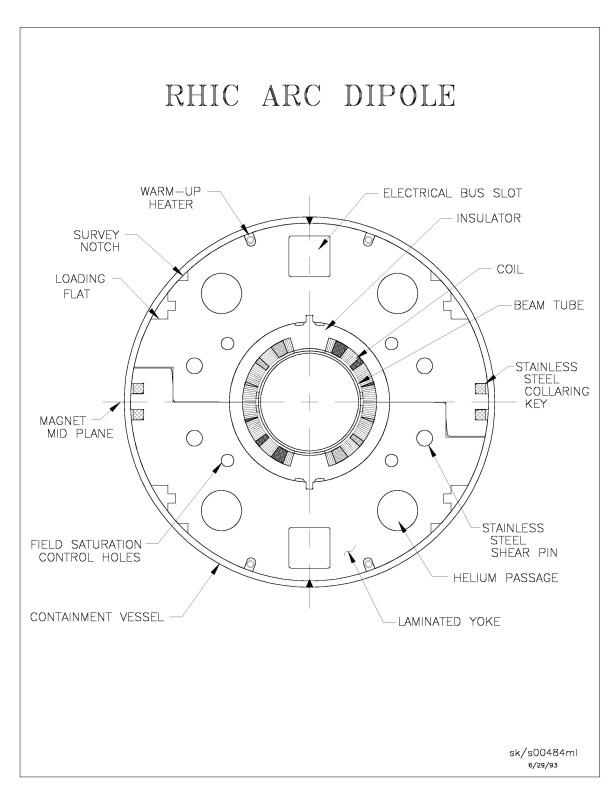 RHIC ARC DIPOLE
WARM-UP
HEATER
ELECTRICAL BUS SLOT
INSULATOR
SURVEY
NOTCH
COIL
LOADING
FLAT
BEAM TUBE
STAINLESS
STEEL
COLLARING
KEY
MAGNET
MID PLANE
STAINLESS
STEEL
SHEAR PIN
FIELD SATURATION
CONTROL HOLES
HELIUM PASSAGE
CONTAINMENT VESSEL
LAMINATED YOKE
sk/s00484ml
6/29/93